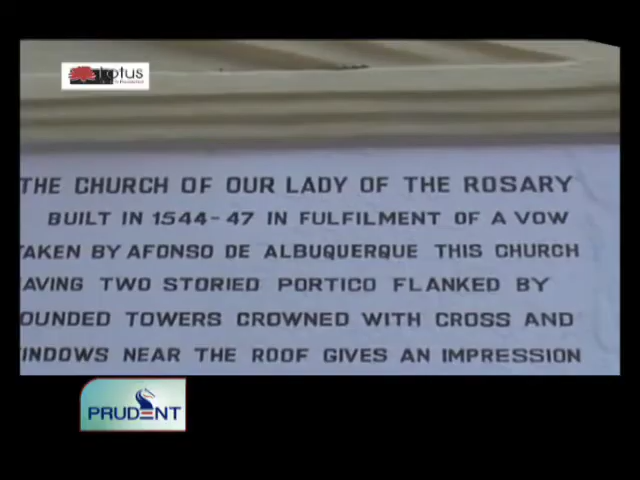 lotus
THE CHURCH OF OUR LADY OF THE ROSARY
BUILT IN 1544-47 IN FULFILMENT OF A VOW
TAKEN BY AFONSO DE ALBUQUERQUE THIS CHURCH
AVING TWO STORIED PORTICO FLANKED BY
OUNDED TOWERS CROWNED WITH CROSS AND
INDOWS NEAR THE ROOF GIVES AN IMPRESSION
PRUDENT